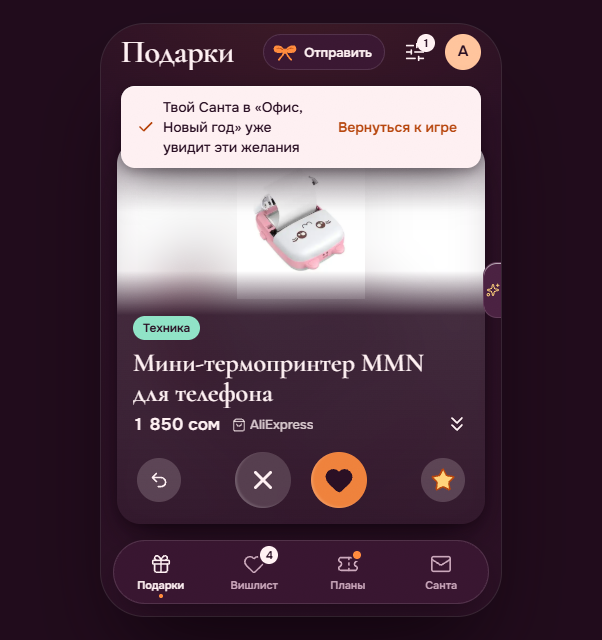 Подарки
Отправить
1
A
Твой Санта в «Офис,
Новый год» уже
увидит эти желания
Вернуться к игре
Техника
Мини-термопринтер MMN
для телефона
1 850 сом
AliExpress
4
Подарки
Вишлист
Планы
Санта